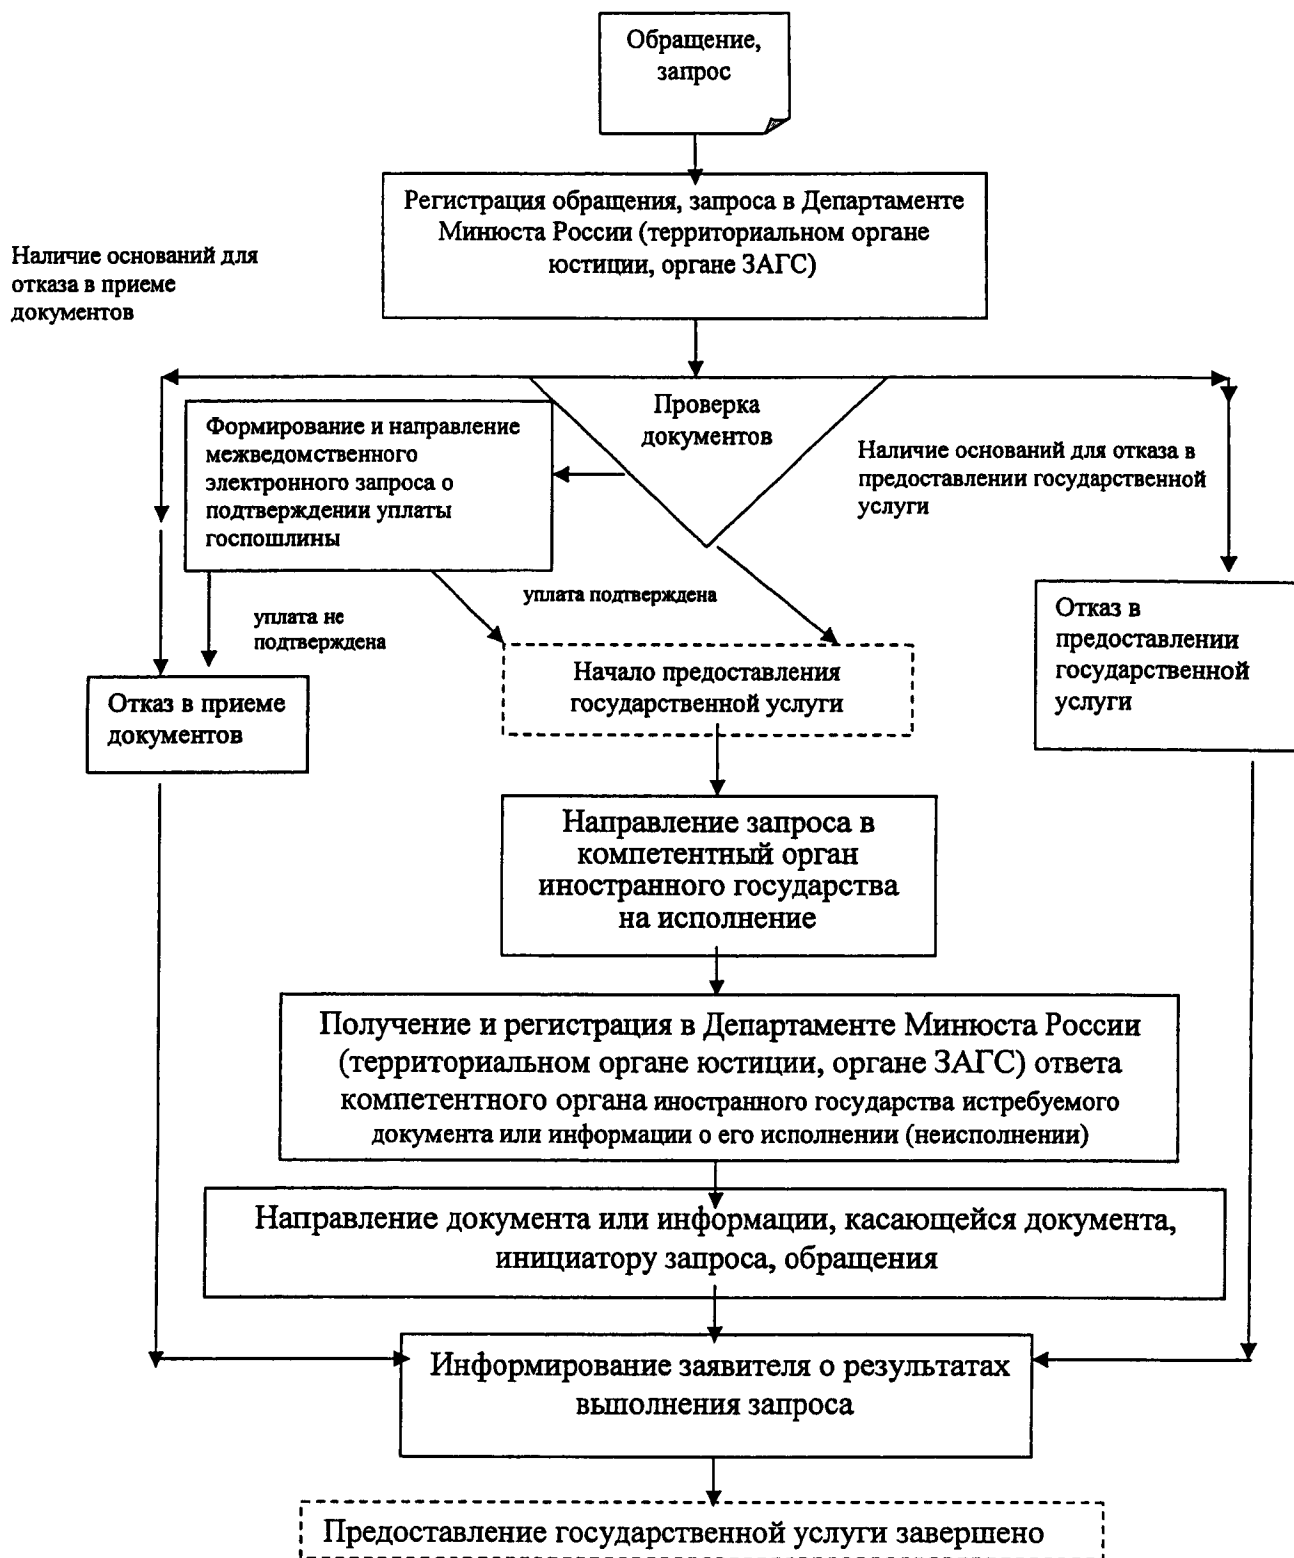 Обращение,
запрос
Регистрация обращения, запроса в Департаменте
Минюста России (территориальном органе
юстиции, органе ЗАГС)
Наличие оснований для
отказа в приеме
документов
Проверка
документов
Формирование и направление
межведомственного
электронного запроса о
подтверждении уплаты
госпошлины
Наличие оснований для отказа в
предоставлении государственной
услуги
уплата подтверждена
уплата не
подтверждена
Отказ в
предоставлении
государственной
услуги
Начало предоставления
государственной услуги
Отказ в приеме
документов
Направление запроса в
компетентный орган
иностранного государства
на исполнение
Получение и регистрация в Департаменте Минюста России
(территориальном органе юстиции, органе ЗАГС) ответа
компетентного органа иностранного государства истребуемого
документа или информации о его исполнении (неисполнении)
Направление документа или информации, касающейся документа,
инициатору запроса, обращения
Информирование заявителя о результатах
выполнения запроса
Предоставление государственной услуги завершено